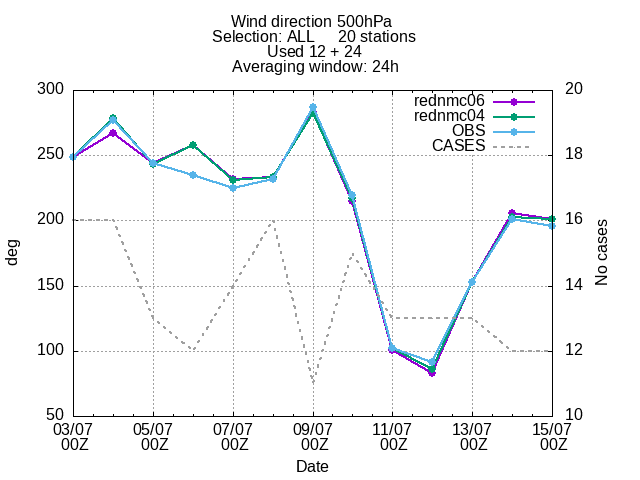 Wind direction 500hPa
Selection: ALL     20 stations
Used 12 + 24
Averaging window: 24h
rednmc06
rednmc04
OBS
CASES
300
250
200
150
100
50
deg
20
18
16
14
12
10
No cases
03/07 05/07 07/07 09/07 11/07 13/07 15/07
00Z 00Z 00Z 00Z 00Z 00Z 00Z
Date